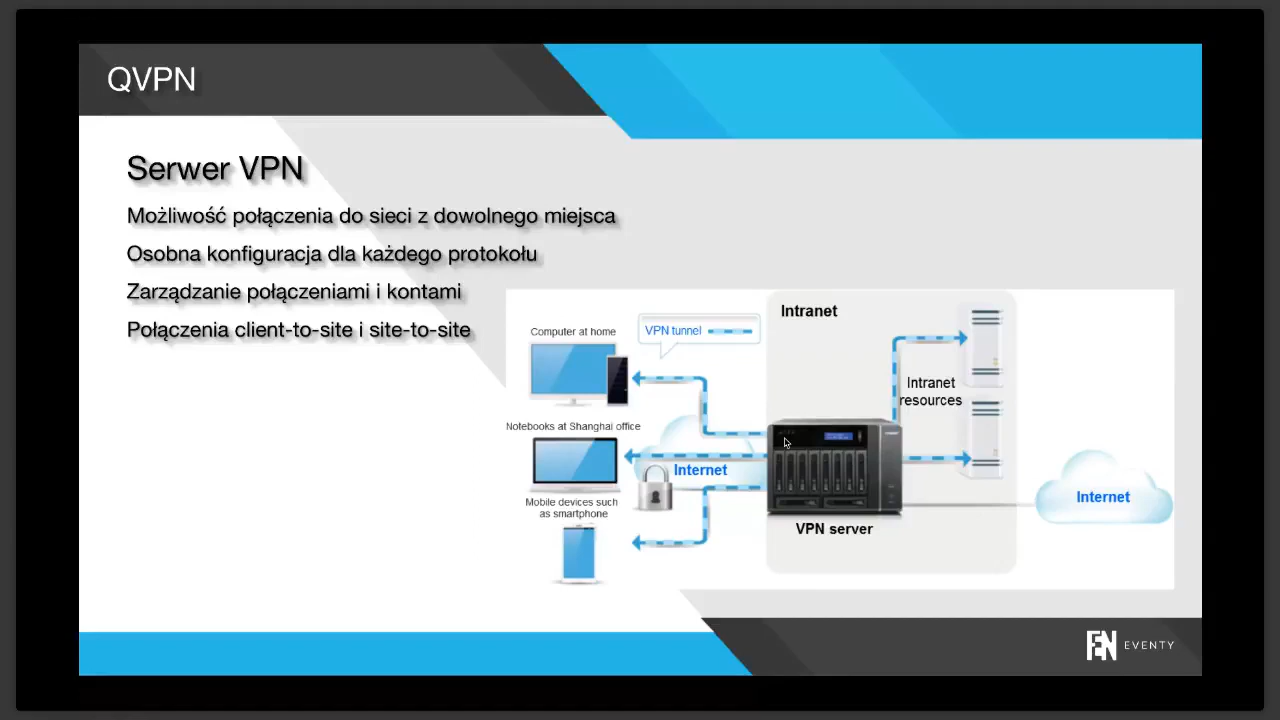 QVPN
Serwer VPN
Możliwość połączenia do sieci z dowolnego miejsca
Osobna konfiguracja dla każdego protokołu
Zarządzanie połączeniami i kontami
Połączenia client-to-site i site-to-site
Computer at home
VPN tunnel
Intranet
Intranet
resources
Notebooks at Shanghai office
Internet
Mobile devices such
as smartphone
VPN server
Internet
EVENTY